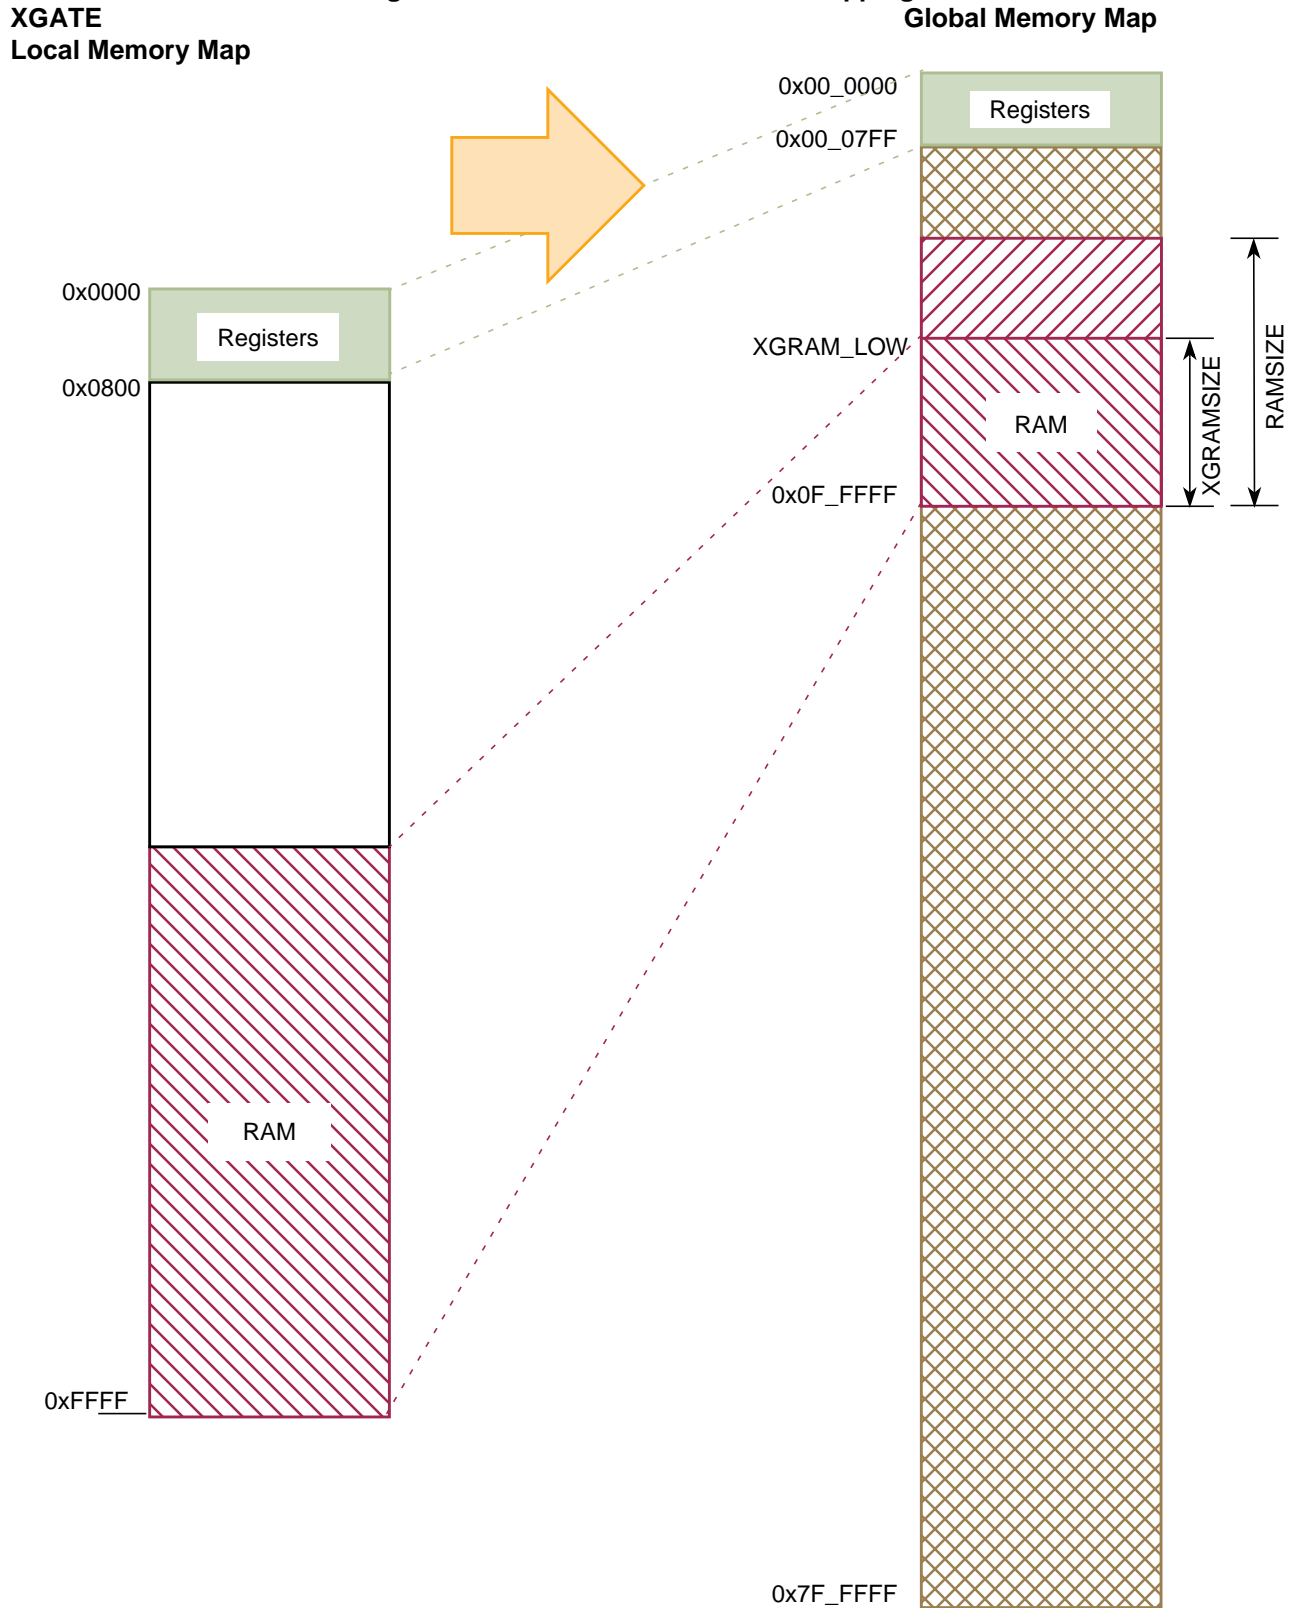 XGATE
Local Memory Map
Global Memory Map
0x00_0000
Registers
0x00_07FF
0x0000
Registers
0x0800
XGRAM_LOW
RAM
XGRAMSIZE
RAMSIZE
0x0F_FFFF
RAM
0xFFFF
0x7F_FFFF